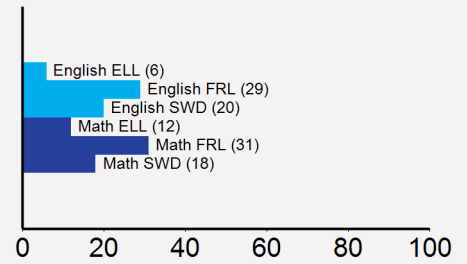 English ELL (6)
English FRL (29)
English SWD (20)
Math ELL (12)
Math FRL (31)
Math SWD (18)
0 20 40 60 80 100